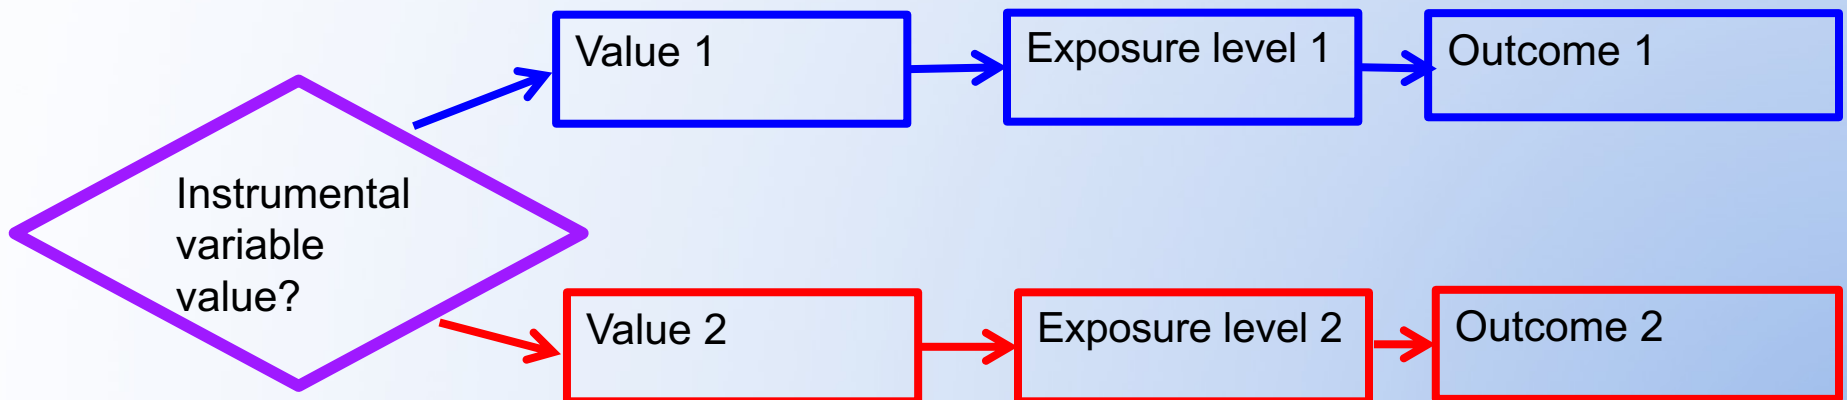 Value 1
Exposure level 1
Outcome 1
Instrumental
variable
value?
Value 2
Exposure level 2
Outcome 2